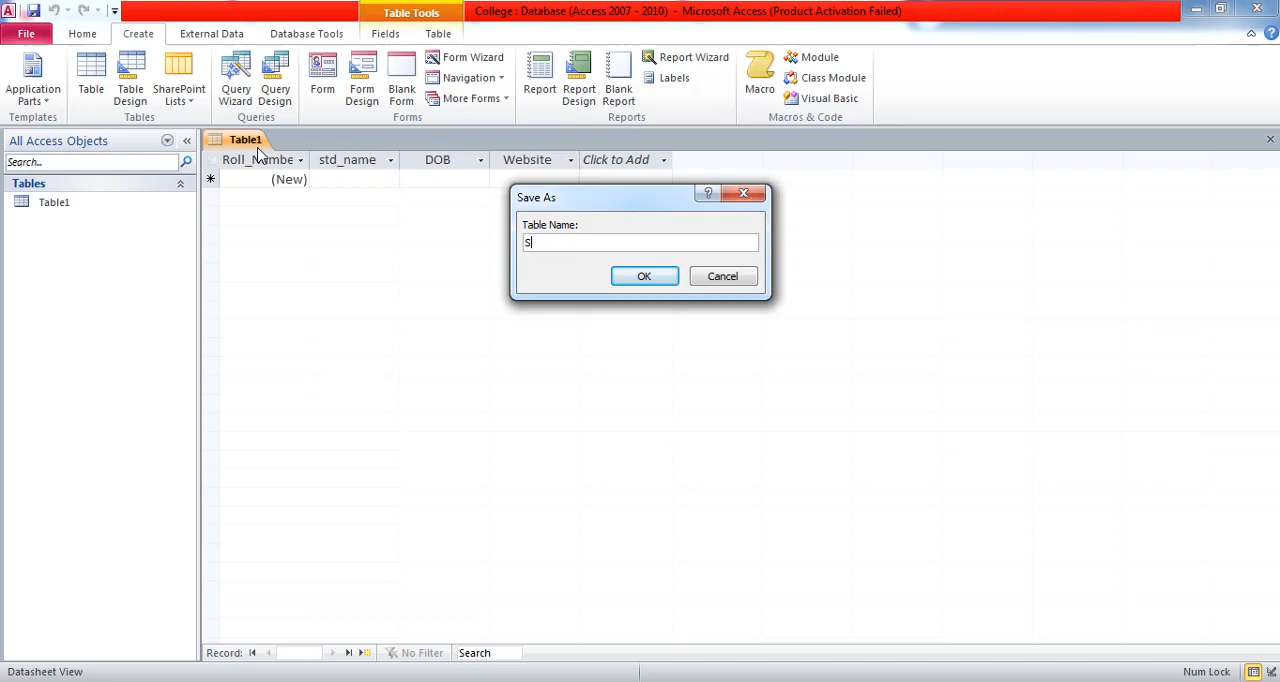 College : Database (Access 2007 - 2010) - Microsoft Access (Product Activation Failed)
Table Tools
File Home Create External Data Database Tools Fields Table
Application Parts Table Table Design SharePoint Lists Query Wizard Query Design Form Form Design Blank Form Form Wizard Navigation More Forms Report Report Design Blank Report Report Wizard Labels Macro Module Class Module Visual Basic
Templates Tables Queries Forms Reports Macros & Code
All Access Objects
Search...
Tables
Table1
Table1
std_name DOB Website Click to Add
(New)
Save As
Table Name:
S
OK Cancel
Record: No Filter Search
Datasheet View Num Lock